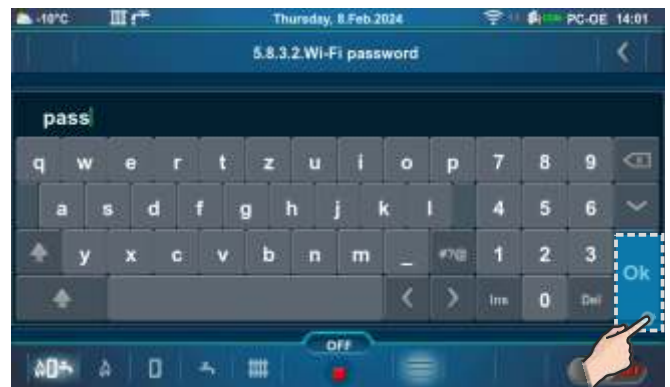 -10°C Thursday, 8.Feb.2024 PC-OE 14:01
5.8.3.2.Wi-Fi password
pass
q w e r t z u i o p 7 8 9
a s d f g h j k l 4 5 6
y x c v b n m _ #?@ 1 2 3 Ok
Ins 0 Del
OFF